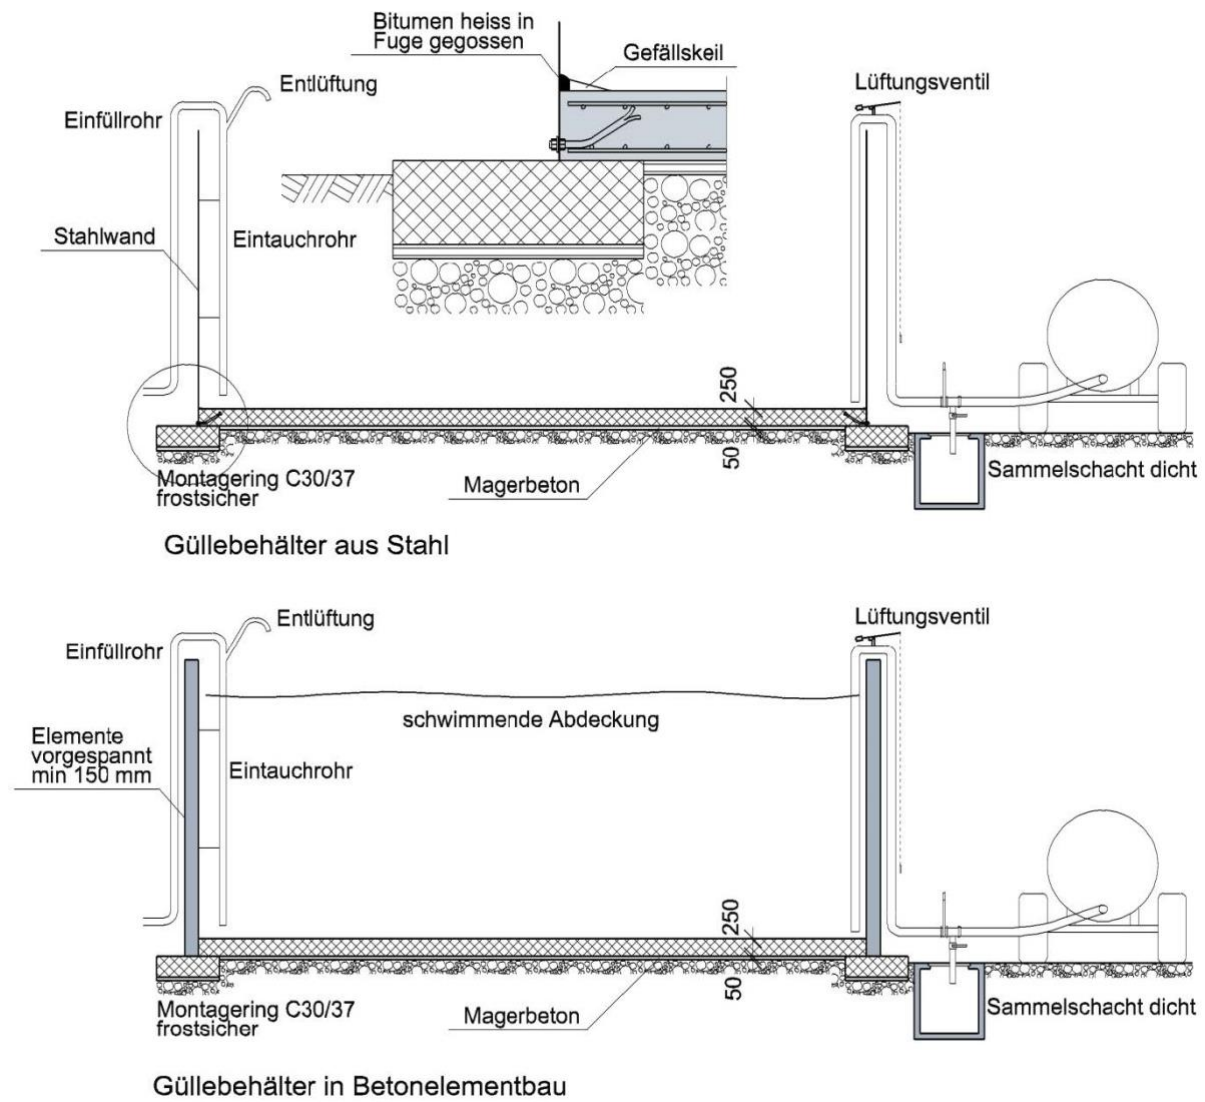 Bitumen heiss in
Fuge gegossen
Gefällskeil
Entlüftung
Lüftungsventil
Einfüllrohr
Stahlwand
Eintauchrohr
250
50
Montagering C30/37
frostsicher
Magerbeton
Sammelschacht dicht
Güllebehälter aus Stahl
Entlüftung
Lüftungsventil
Einfüllrohr
schwimmende Abdeckung
Elemente
vorgespannt
min 150 mm
Eintauchrohr
250
50
Montagering C30/37
frostsicher
Magerbeton
Sammelschacht dicht
Güllebehälter in Betonelementbau